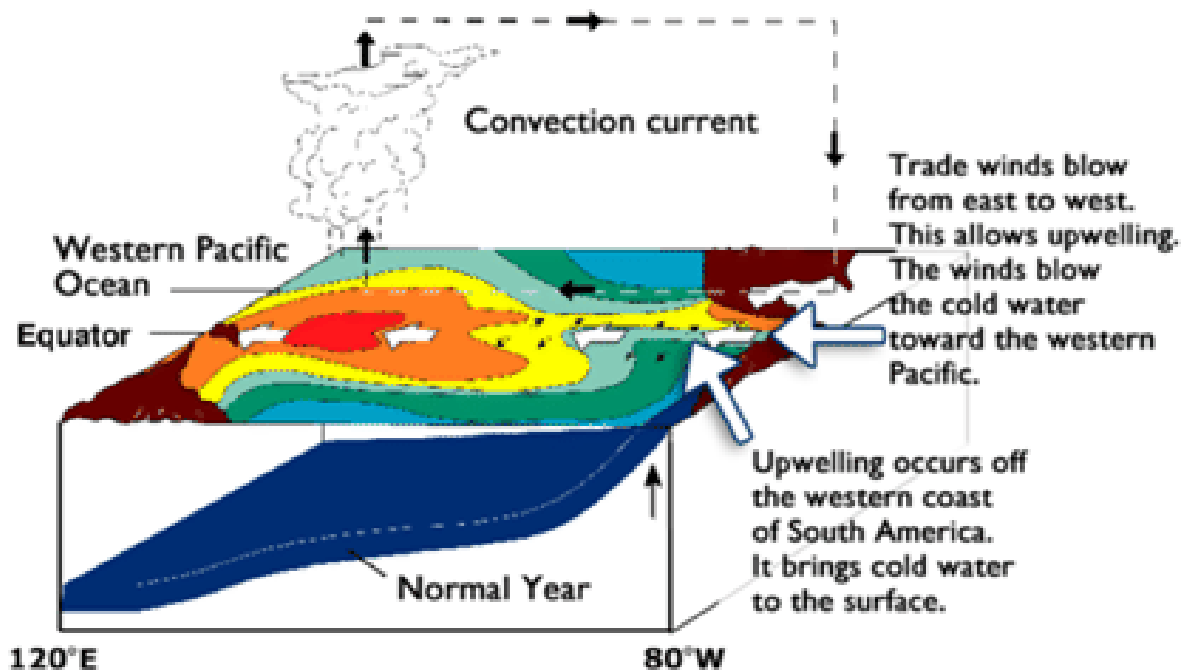 Convection current
Trade winds blow
from east to west.
This allows upwelling.
The winds blow
the cold water
toward the western
Pacific.
Western Pacific
Ocean
Equator
Upwelling occurs off
the western coast
of South America.
It brings cold water
to the surface.
Normal Year
120°E
80°W